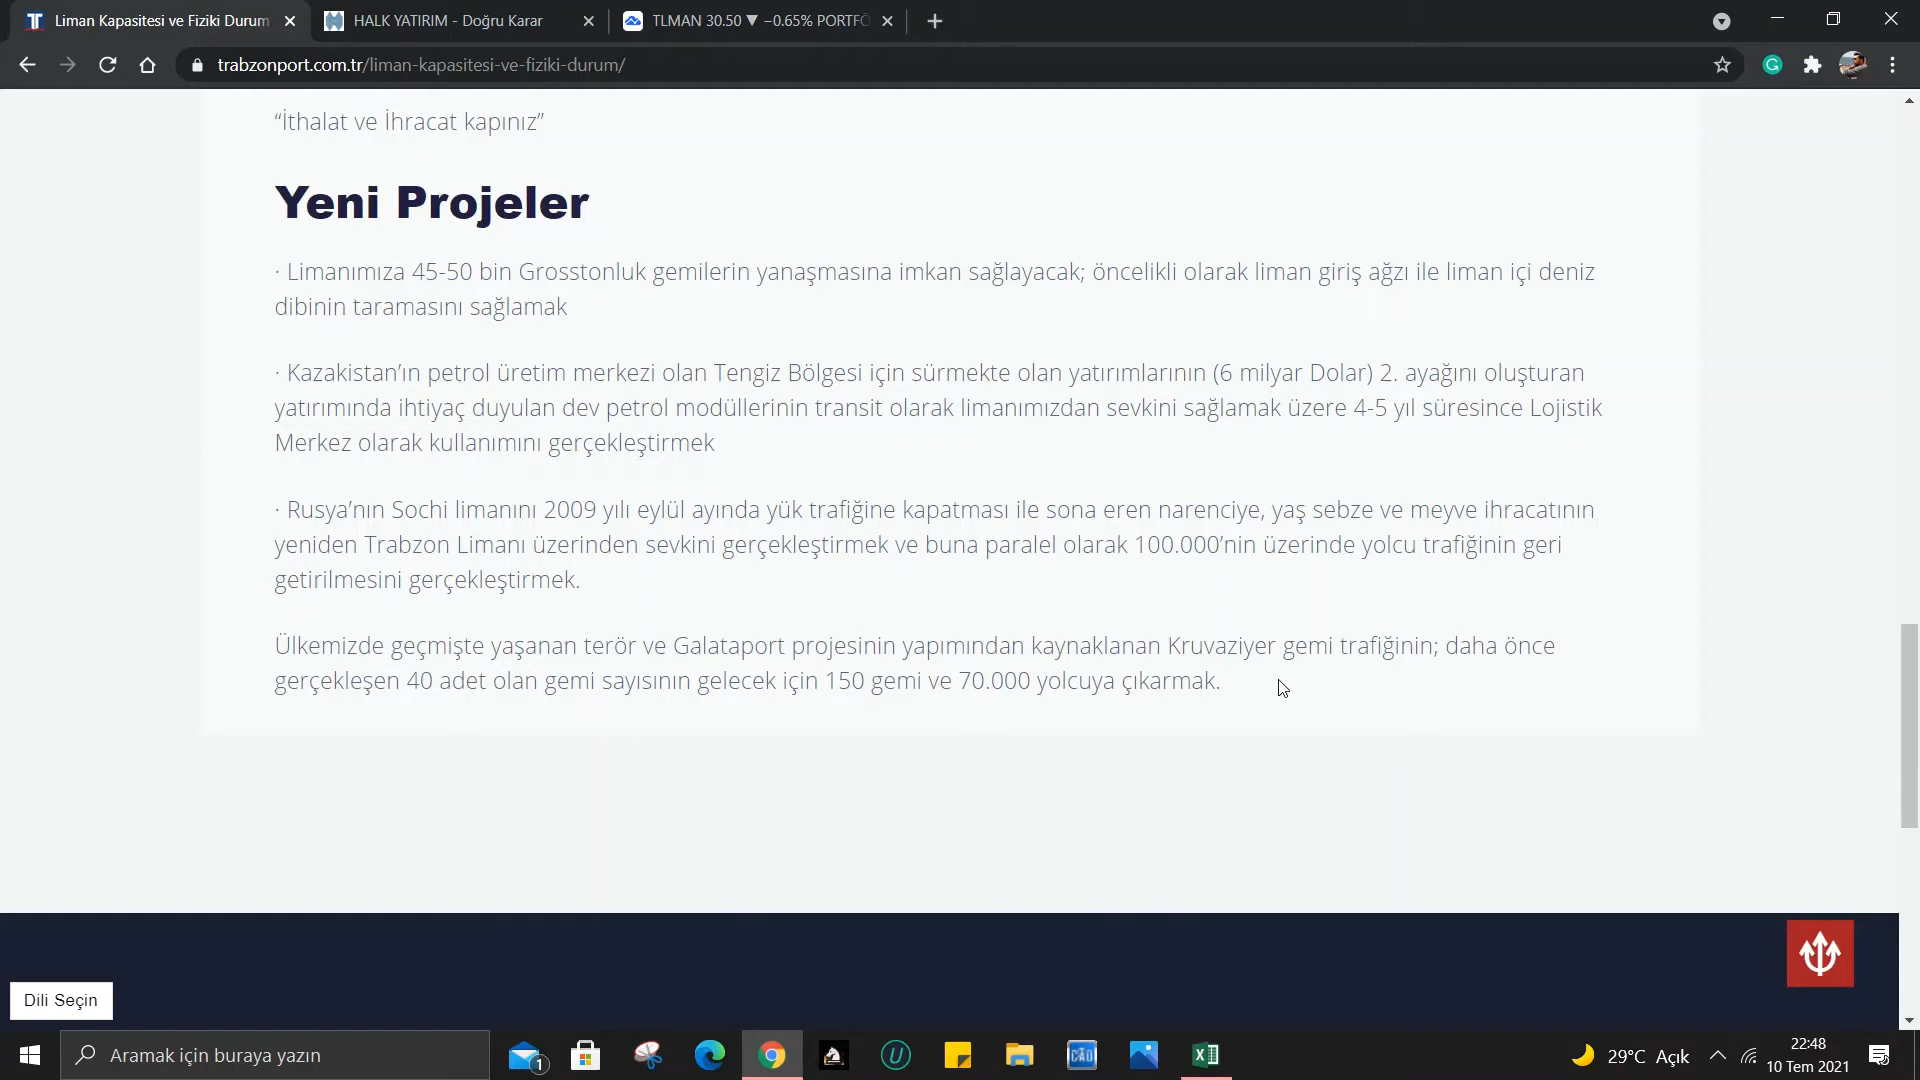 Liman Kapasitesi ve Fiziki Durum
HALK YATIRIM - Doğru Karar
TLMAN 30.50 ▼ −0.65% PORTFÖ
trabzonport.com.tr/liman-kapasitesi-ve-fiziki-durum/
“İthalat ve İhracat kapınız”
Yeni Projeler
· Limanımıza 45-50 bin Grosstonluk gemilerin yanaşmasına imkan sağlayacak; öncelikli olarak liman giriş ağzı ile liman içi deniz
dibinin taramasını sağlamak
· Kazakistan’ın petrol üretim merkezi olan Tengiz Bölgesi için sürmekte olan yatırımlarının (6 milyar Dolar) 2. ayağını oluşturan
yatırımında ihtiyaç duyulan dev petrol modüllerinin transit olarak limanımızdan sevkini sağlamak üzere 4-5 yıl süresince Lojistik
Merkez olarak kullanımını gerçekleştirmek
· Rusya’nın Sochi limanını 2009 yılı eylül ayında yük trafiğine kapatması ile sona eren narenciye, yaş sebze ve meyve ihracatının
yeniden Trabzon Limanı üzerinden sevkini gerçekleştirmek ve buna paralel olarak 100.000’nin üzerinde yolcu trafiğinin geri
getirilmesini gerçekleştirmek.
Ülkemizde geçmişte yaşanan terör ve Galataport projesinin yapımından kaynaklanan Kruvaziyer gemi trafiğinin; daha önce
gerçekleşen 40 adet olan gemi sayısının gelecek için 150 gemi ve 70.000 yolcuya çıkarmak.
Dili Seçin
Aramak için buraya yazın
1
CAD
29°C Açık
22:48
10 Tem 2021